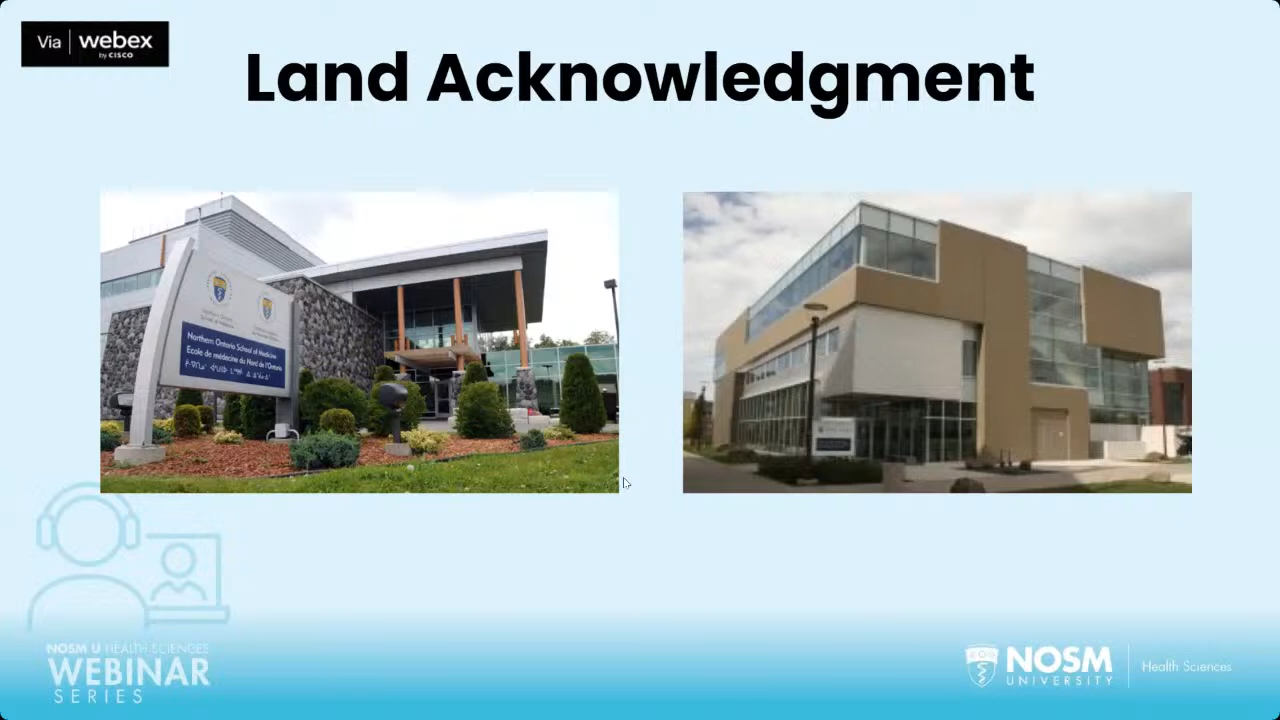 Via | webex
by CISCO
Land Acknowledgment
Northern Ontario School of Medicine
École de médecine du Nord de l'Ontario
NOSM U HEALTH SCIENCES
WEBINAR
SERIES
NOSM
UNIVERSITY
Health Sciences